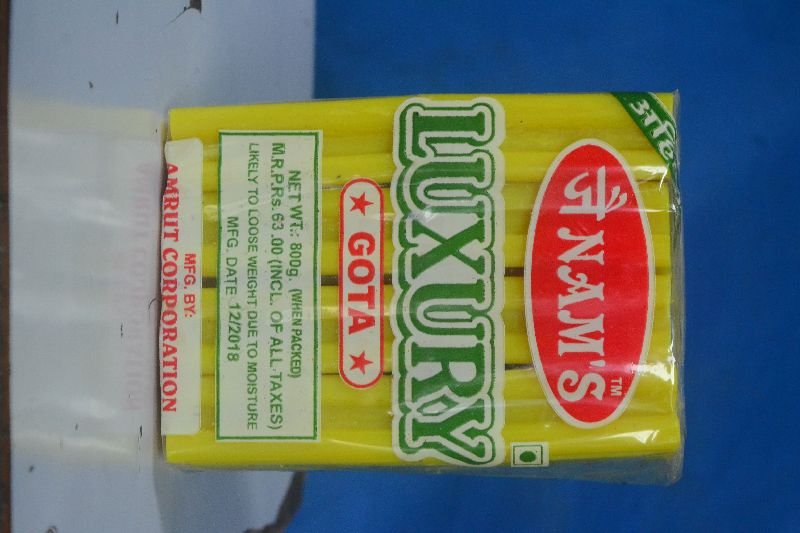 जै NAM'S™
LUXURY
GOTA
NET WT.: 800g. (WHEN PACKED)
M.R.P.Rs.63 .00 (INCL. OF ALL TAXES)
LIKELY TO LOOSE WEIGHT DUE TO MOISTURE
MFG. DATE 12/2018
MFG. BY:
AMRUT CORPORATION